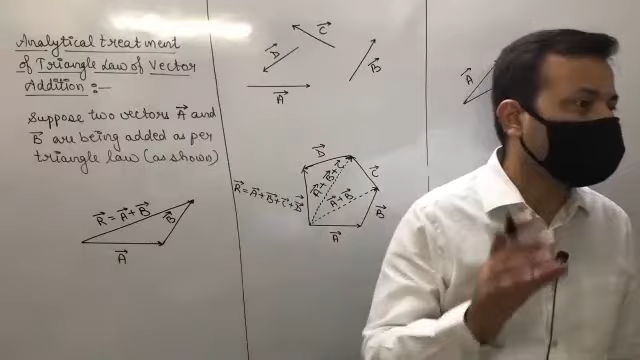 Analytical treatment
of Triangle Law of Vector
Addition :-
Suppose two vectors A⃗ and
B⃗ are being added as per
triangle law (as shown)
R⃗ = A⃗ + B⃗
B⃗
A⃗
C⃗
D⃗
B⃗
A⃗
D⃗
A⃗+B⃗+C⃗
C⃗
R⃗ = A⃗+B⃗+C⃗+D⃗
A⃗+B⃗
B⃗
A⃗
A⃗